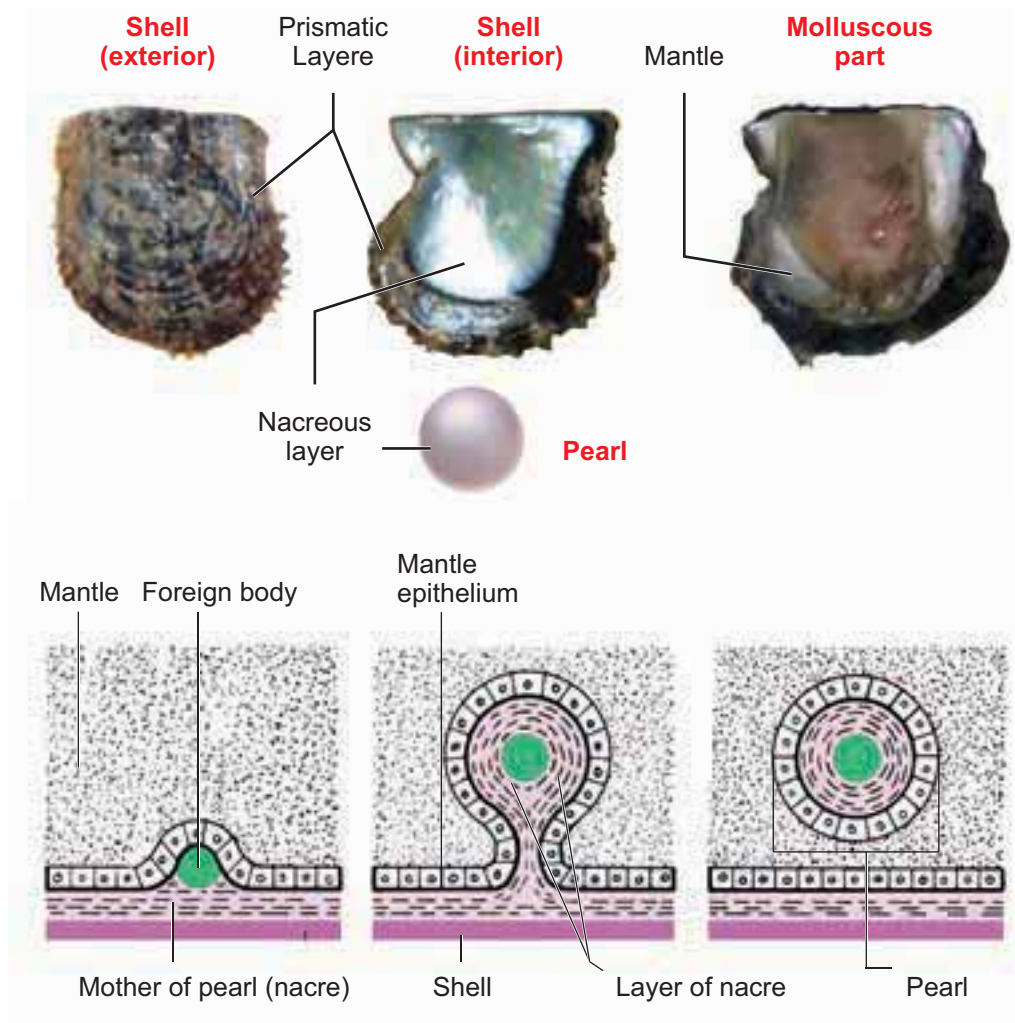 Shell
(exterior)
Prismatic
Layere
Shell
(interior)
Mantle
Molluscous
part
Nacreous
layer
Pearl
Mantle
Foreign body
Mantle
epithelium
Mother of pearl (nacre)
Shell
Layer of nacre
Pearl